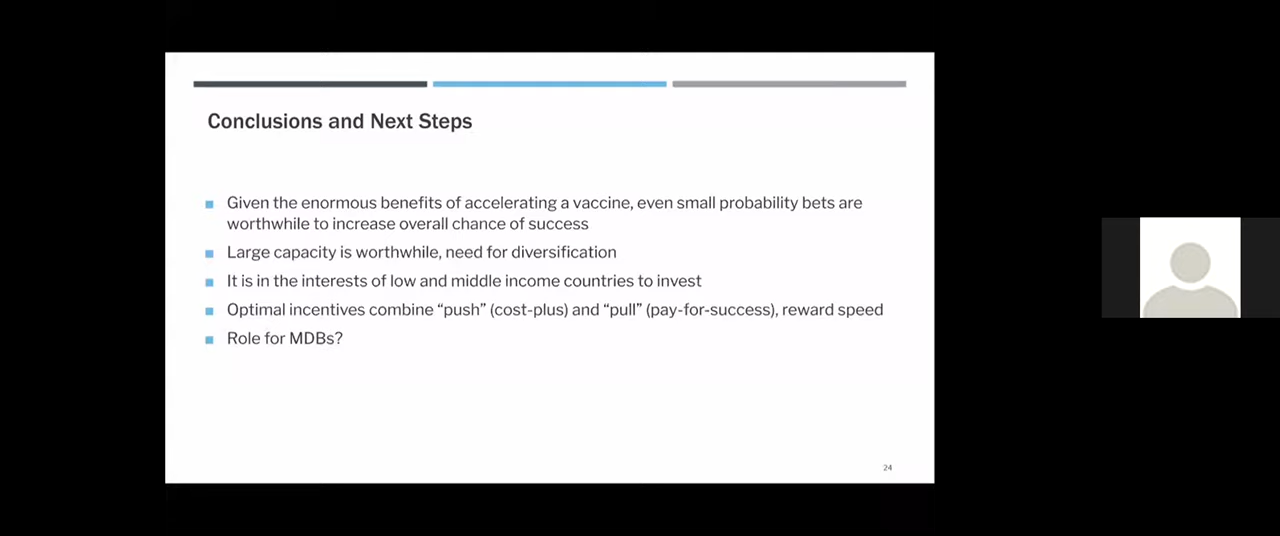 Conclusions and Next Steps
Given the enormous benefits of accelerating a vaccine, even small probability bets are
worthwhile to increase overall chance of success
Large capacity is worthwhile, need for diversification
It is in the interests of low and middle income countries to invest
Optimal incentives combine “push” (cost-plus) and “pull” (pay-for-success), reward speed
Role for MDBs?
24